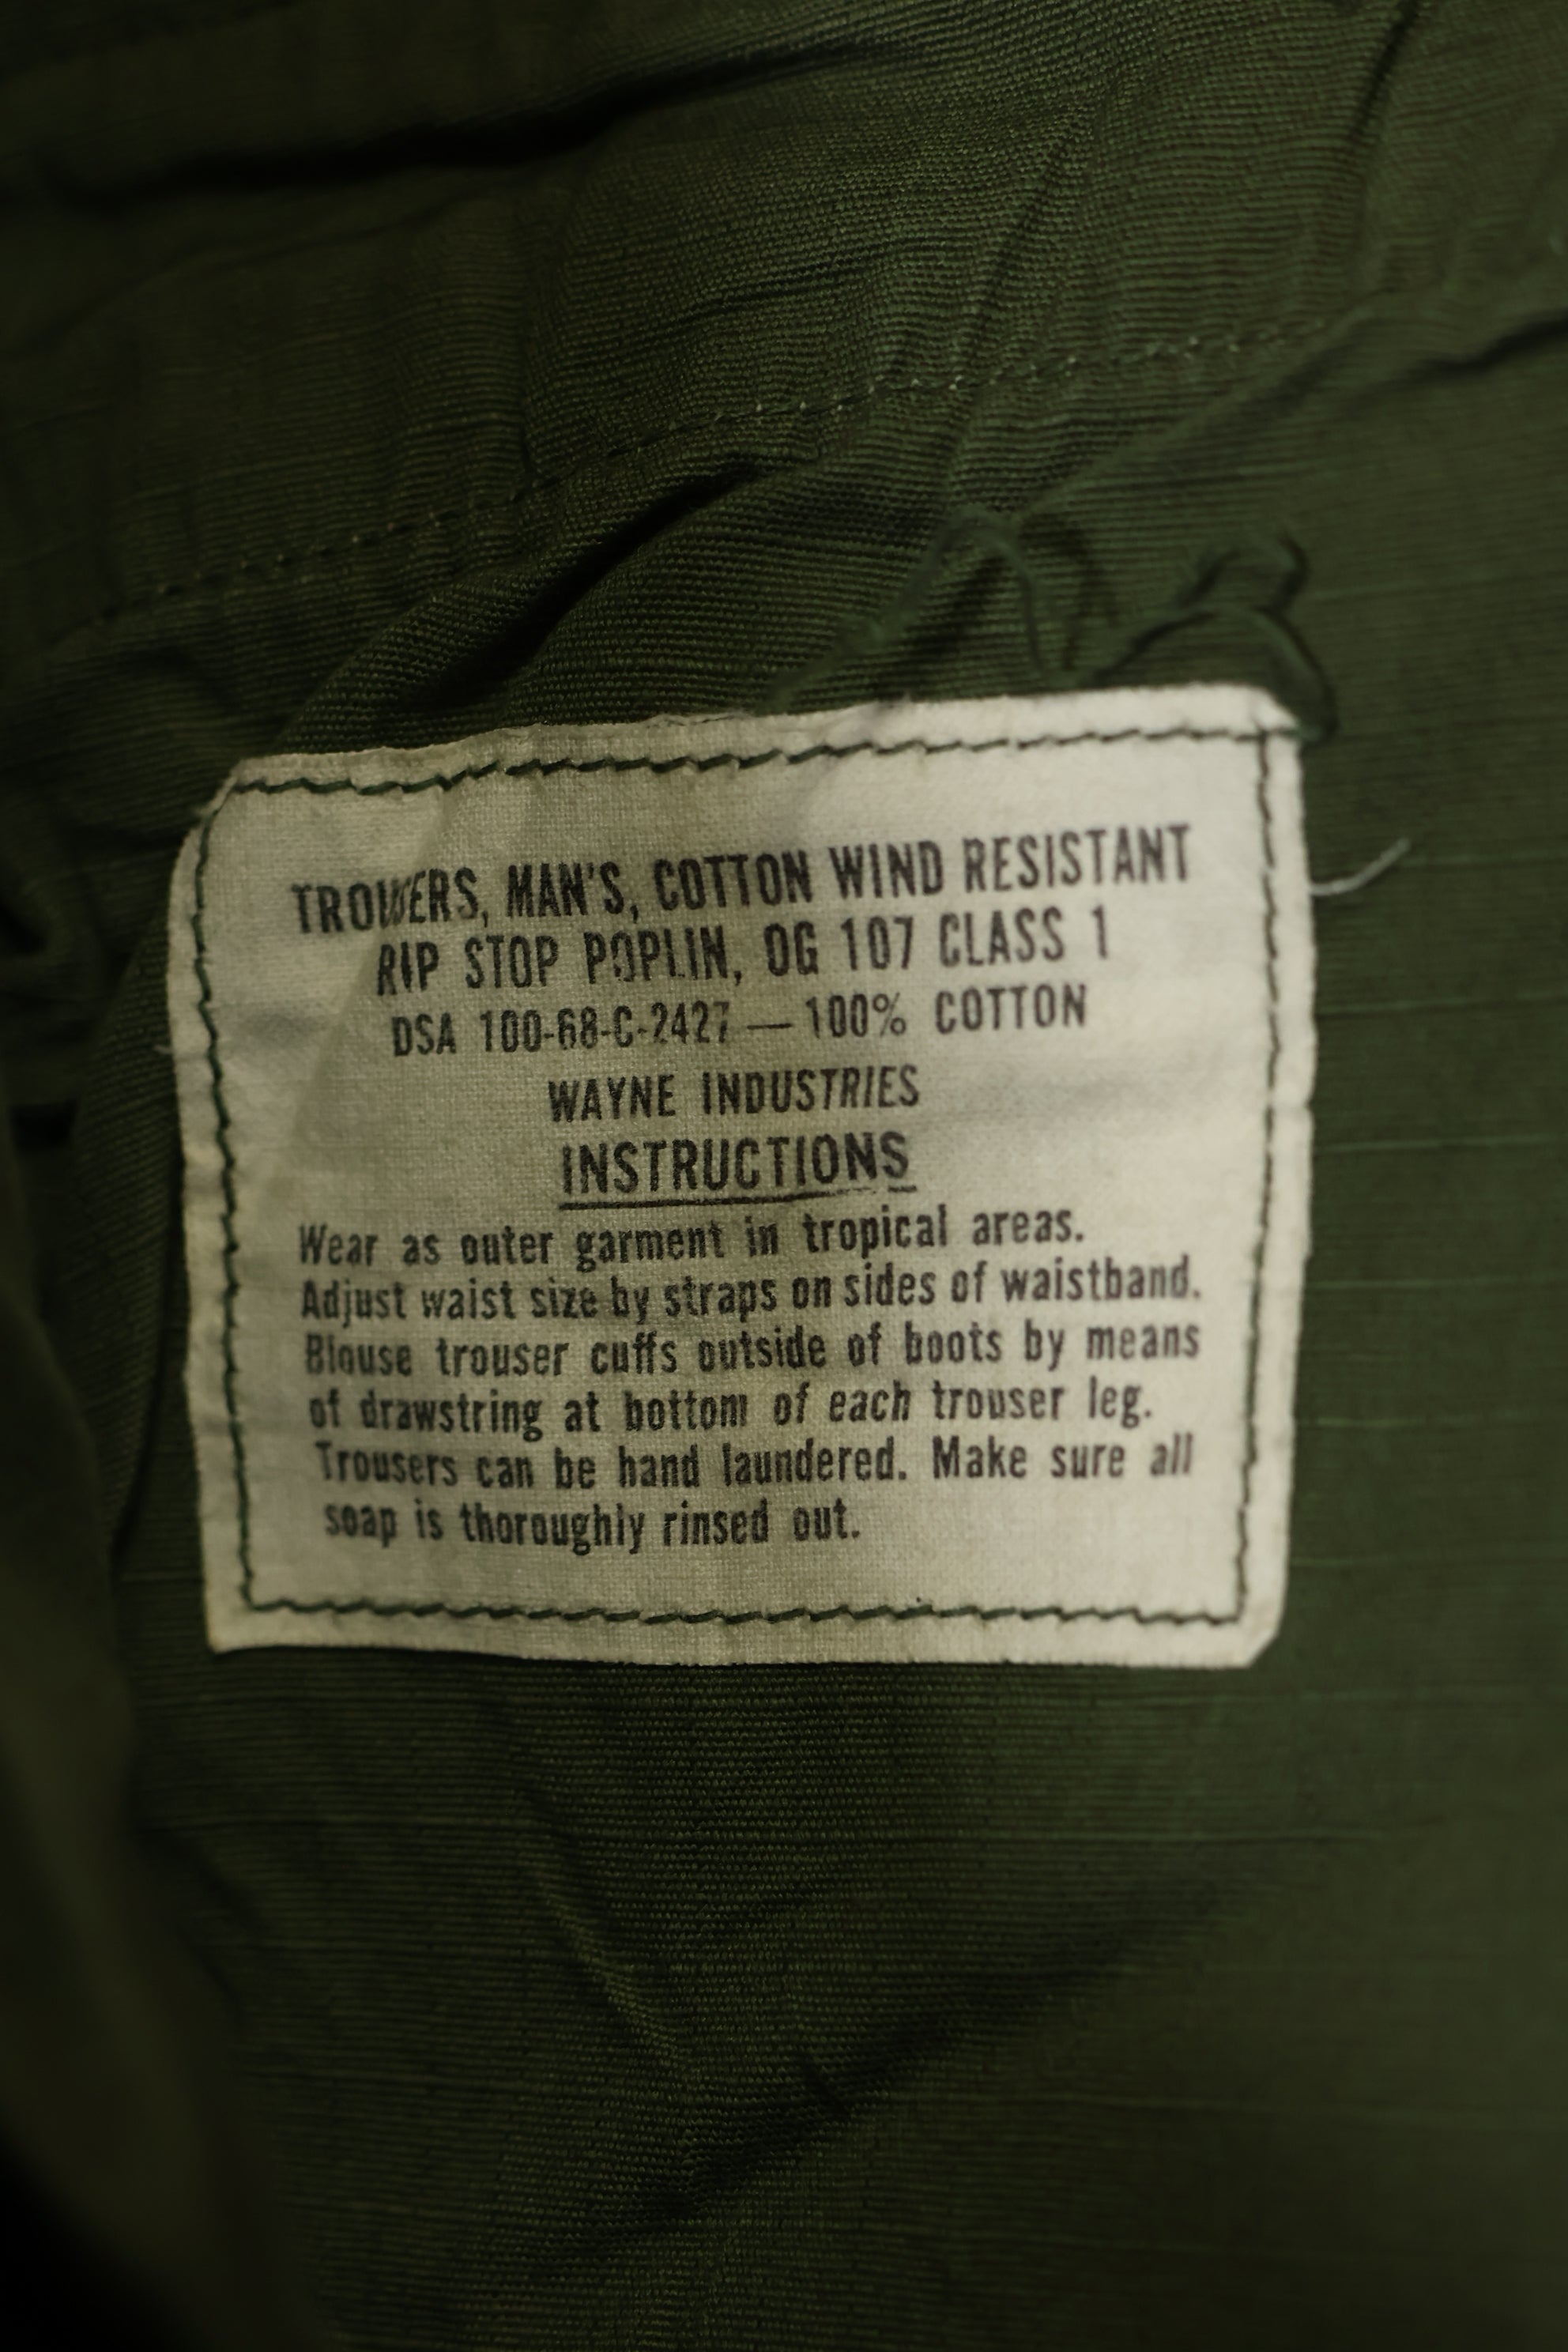 TROUSERS, MAN'S, COTTON WIND RESISTANT
RIP STOP POPLIN, OG 107 CLASS 1
DSA 100-68-C-2427 — 100% COTTON
WAYNE INDUSTRIES
INSTRUCTIONS
Wear as outer garment in tropical areas.
Adjust waist size by straps on sides of waistband.
Blouse trouser cuffs outside of boots by means
of drawstring at bottom of each trouser leg.
Trousers can be hand laundered. Make sure all
soap is thoroughly rinsed out.